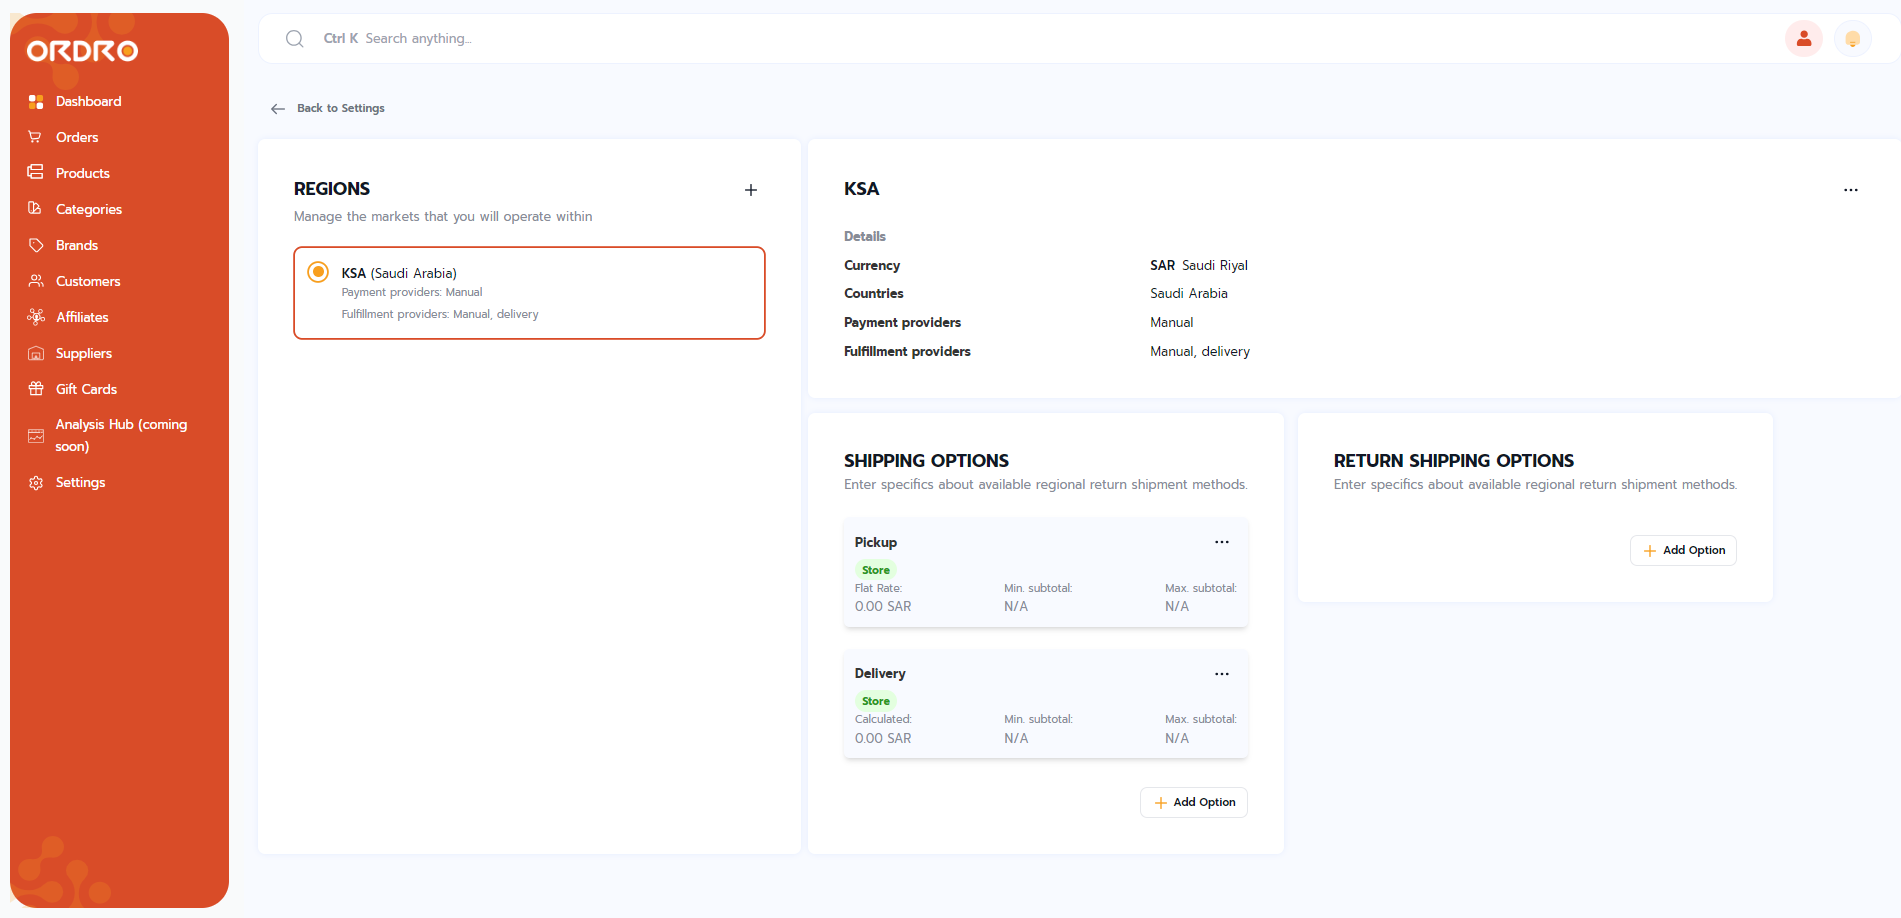 ORDRO
Dashboard
Orders
Products
Categories
Brands
Customers
Affiliates
Suppliers
Gift Cards
Analysis Hub (coming
soon)
Settings
Ctrl K Search anything...
Back to Settings
REGIONS
Manage the markets that you will operate within
KSA (Saudi Arabia)
Payment providers: Manual
Fulfillment providers: Manual, delivery
KSA
Details
Currency SAR Saudi Riyal
Countries Saudi Arabia
Payment providers Manual
Fulfillment providers Manual, delivery
SHIPPING OPTIONS
Enter specifics about available regional return shipment methods.
Pickup
Store
Flat Rate: Min. subtotal: Max. subtotal:
0.00 SAR N/A N/A
Delivery
Store
Calculated: Min. subtotal: Max. subtotal:
0.00 SAR N/A N/A
Add Option
RETURN SHIPPING OPTIONS
Enter specifics about available regional return shipment methods.
Add Option